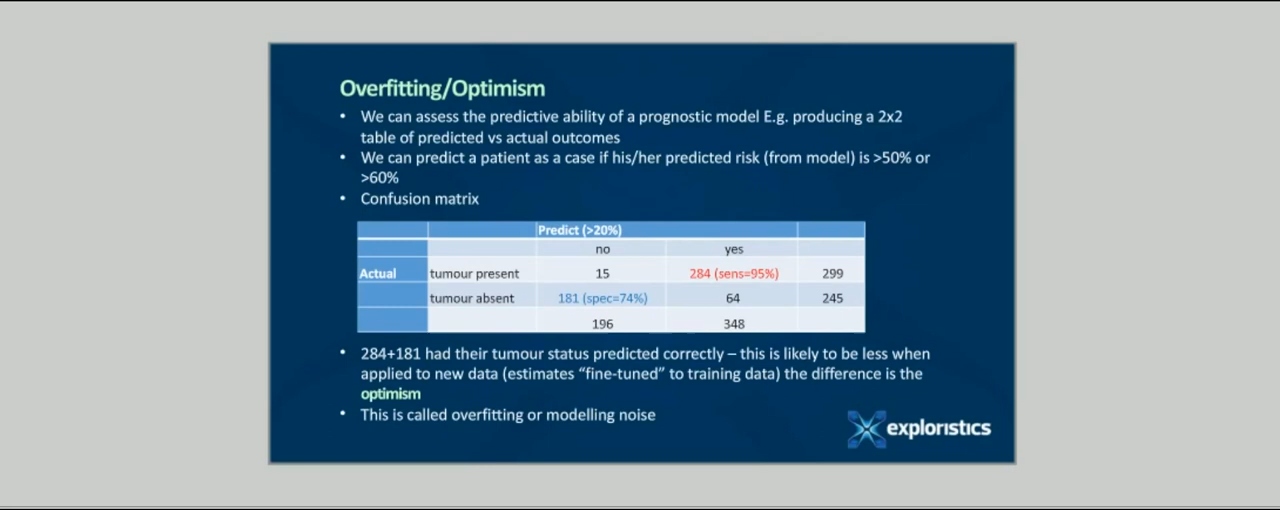 Overfitting/Optimism
• We can assess the predictive ability of a prognostic model E.g. producing a 2x2
table of predicted vs actual outcomes
• We can predict a patient as a case if his/her predicted risk (from model) is >50% or
>60%
• Confusion matrix
Predict (>20%)
no yes
Actual tumour present 15 284 (sens=95%) 299
tumour absent 181 (spec=74%) 64 245
196 348
• 284+181 had their tumour status predicted correctly – this is likely to be less when
applied to new data (estimates “fine-tuned” to training data) the difference is the
optimism
• This is called overfitting or modelling noise
exploristics